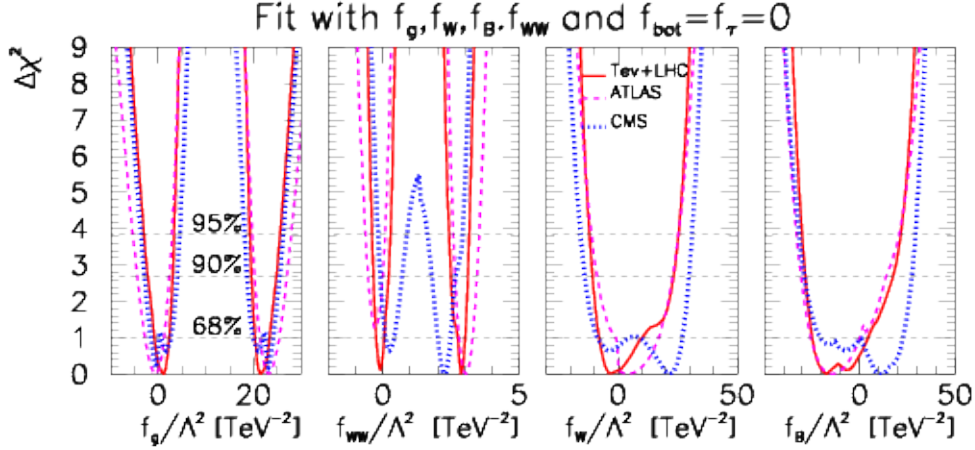 Fit with f_g,f_W,f_B,f_WW and f_bot=f_τ=0
Δχ²
9
8
7
6
5
4
3
2
1
0
95%
90%
68%
Tev+LHC
ATLAS
CMS
0 20
0 5
0 50
0 50
f_g/Λ² [TeV⁻²]
f_WW/Λ² [TeV⁻²]
f_W/Λ² [TeV⁻²]
f_B/Λ² [TeV⁻²]